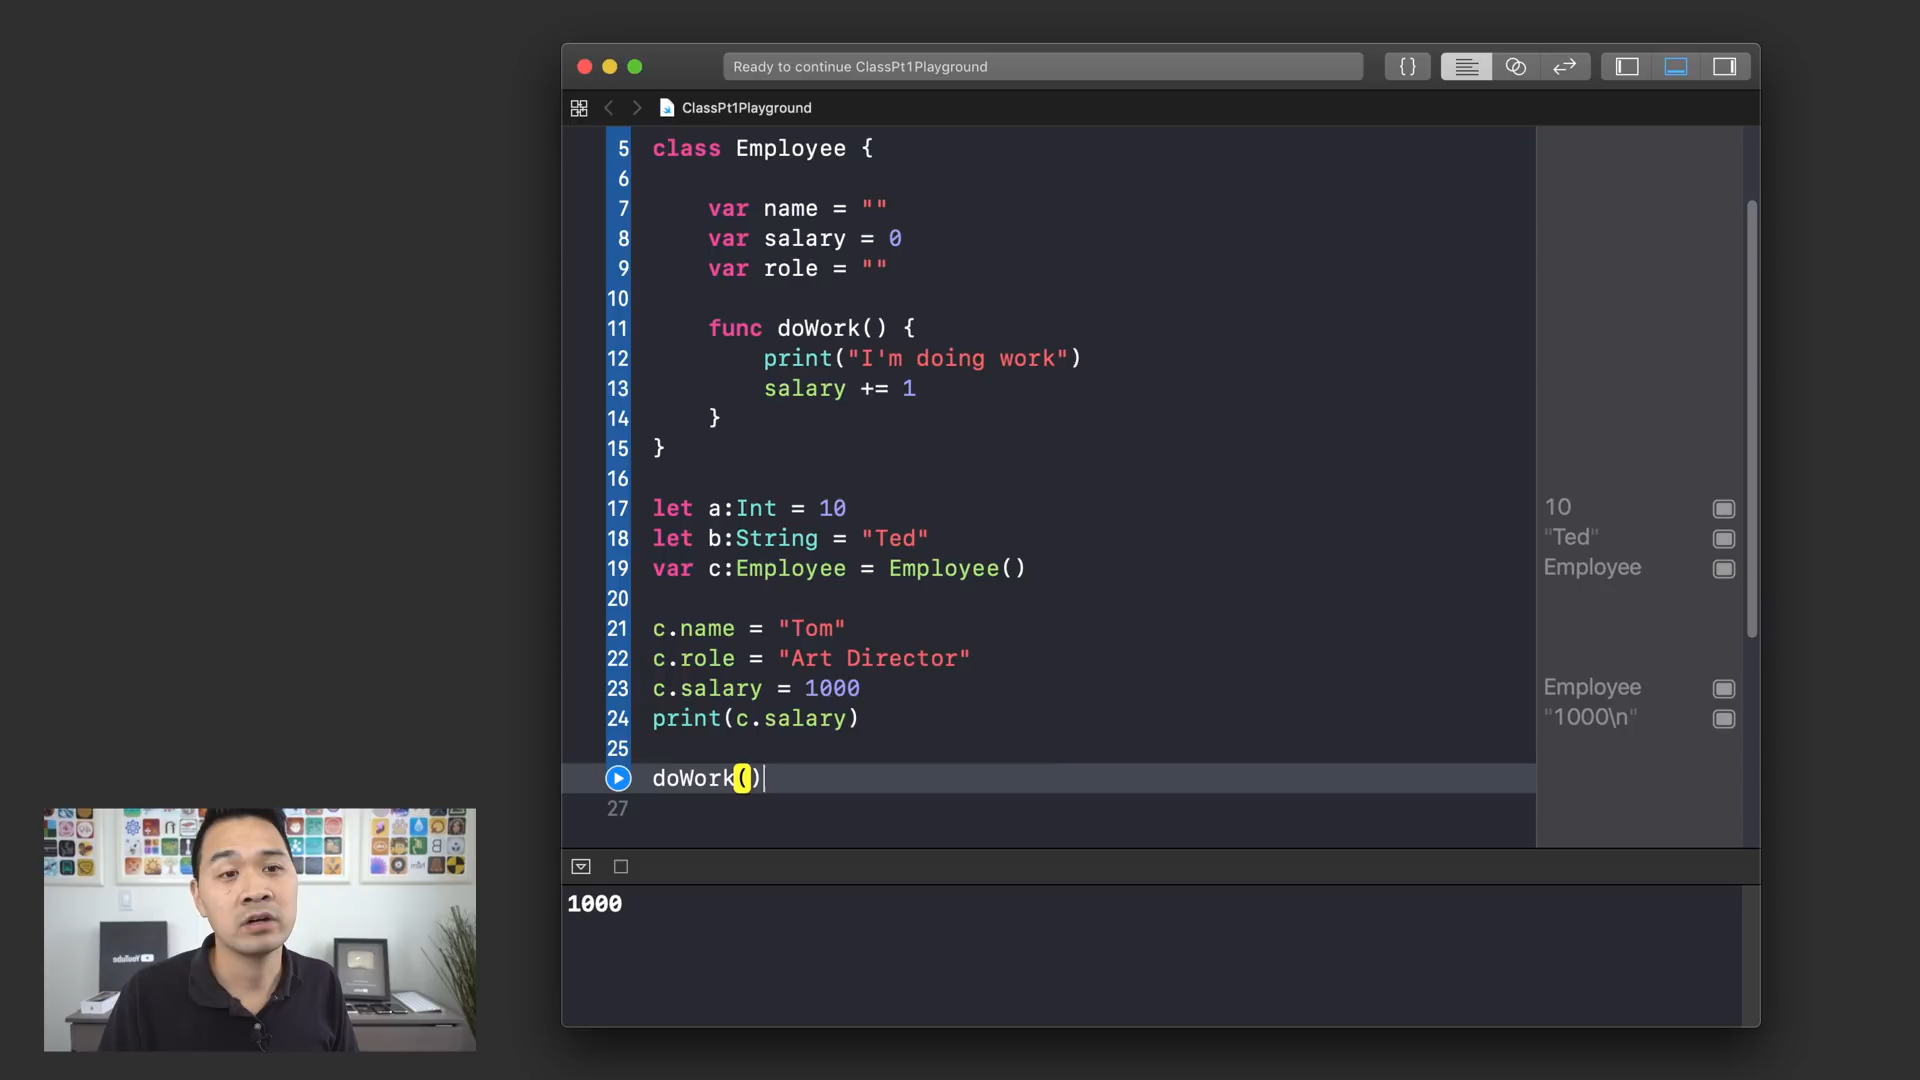 Ready to continue ClassPt1Playground
{ }
ClassPt1Playground
5 class Employee {
6
7 var name = ""
8 var salary = 0
9 var role = ""
10
11 func doWork() {
12 print("I'm doing work")
13 salary += 1
14 }
15 }
16
17 let a:Int = 10 10
18 let b:String = "Ted" "Ted"
19 var c:Employee = Employee() Employee
20
21 c.name = "Tom"
22 c.role = "Art Director"
23 c.salary = 1000 Employee
24 print(c.salary) "1000\n"
25
doWork()
27
1000
YouTube